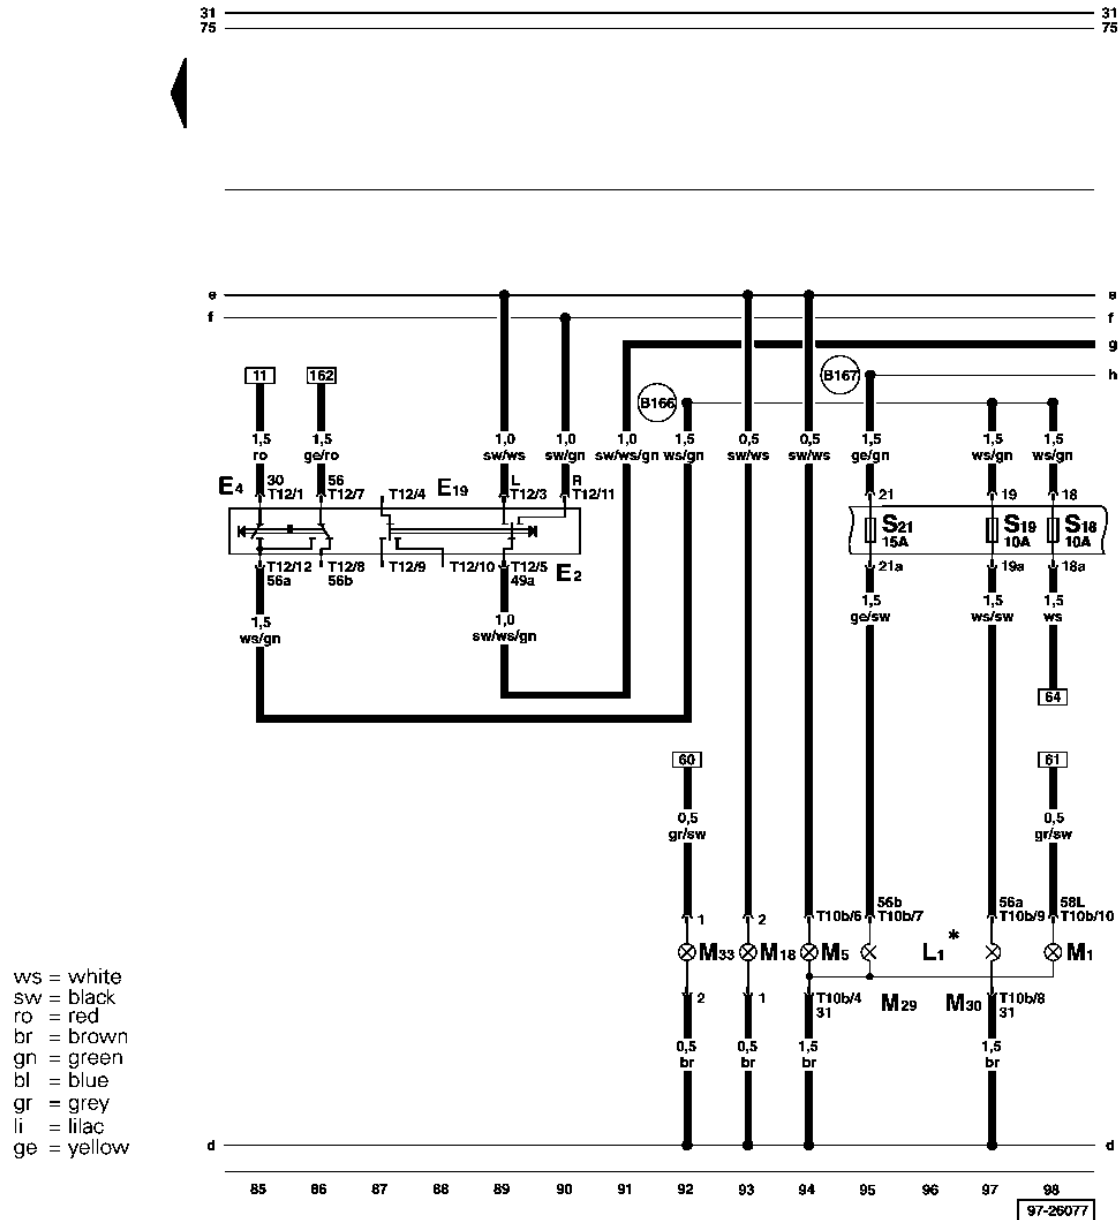 31 31
75 75
e e
f f
g
11 162 B167 h
B166
1,5 1,5 1,0 1,0 1,0 1,5 0,5 0,5 1,5 1,5 1,5
ro ge/ro sw/ws sw/gn sw/ws/gn ws/gn sw/ws sw/ws ge/gn ws/gn ws/gn
E4 30 56 E19 L R 21 19 18
T12/1 T12/7 T12/4 T12/3 T12/11
S21 S19 S18
15A 10A 10A
T12/12 T12/8 T12/9 T12/10 T12/5 E2 21a 19a 18a
56a 56b 49a
1,5 1,0 1,5 1,5 1,5
ws/gn sw/ws/gn ge/sw ws/sw ws
64
60 61
0,5 0,5
gr/sw gr/sw
56b 56a 58L
1 2 T10b/6 T10b/7 T10b/9 T10b/10
M33 M18 M5 L1 * M1
2 1 T10b/4 M29 M30 T10b/8
31 31
0,5 0,5 1,5 1,5
br br br br
ws = white
sw = black
ro = red
br = brown
gn = green
bl = blue
gr = grey
li = lilac
ge = yellow
d d
85 86 87 88 89 90 91 92 93 94 95 96 97 98
97-26077